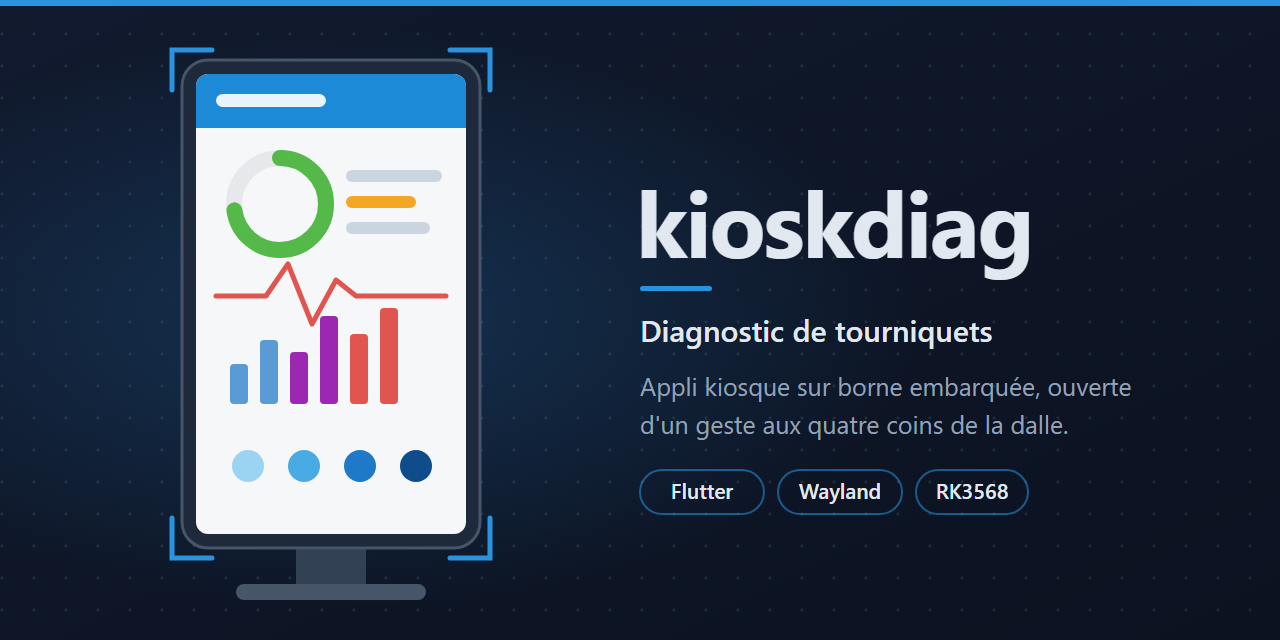 kioskdiag
Diagnostic de tourniquets
Appli kiosque sur borne embarquée, ouverte
d'un geste aux quatre coins de la dalle.
Flutter
Wayland
RK3568